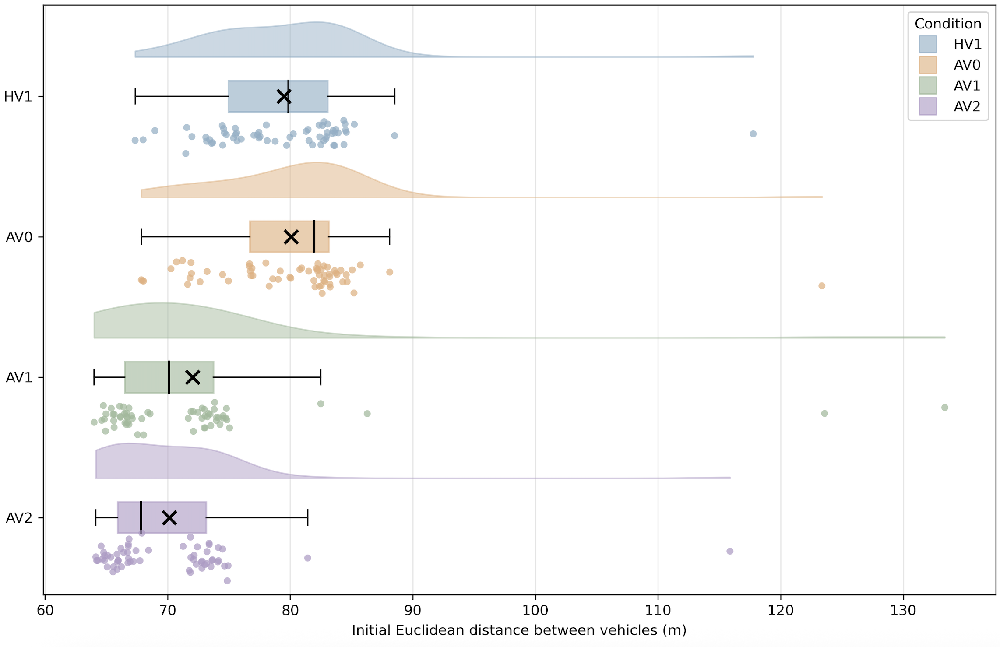 Condition
HV1
AV0
AV1
AV2
HV1
AV0
AV1
AV2
60 70 80 90 100 110 120 130
Initial Euclidean distance between vehicles (m)